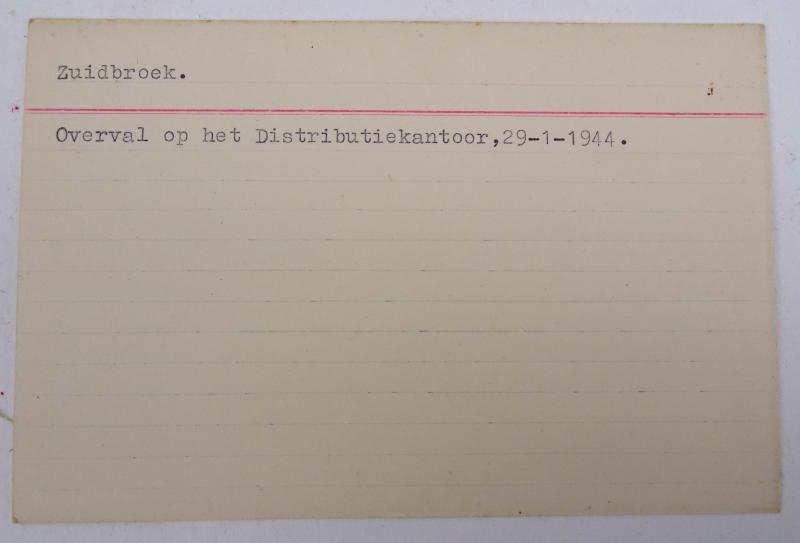 Zuidbroek.
Overval op het Distributiekantoor,29-1-1944.